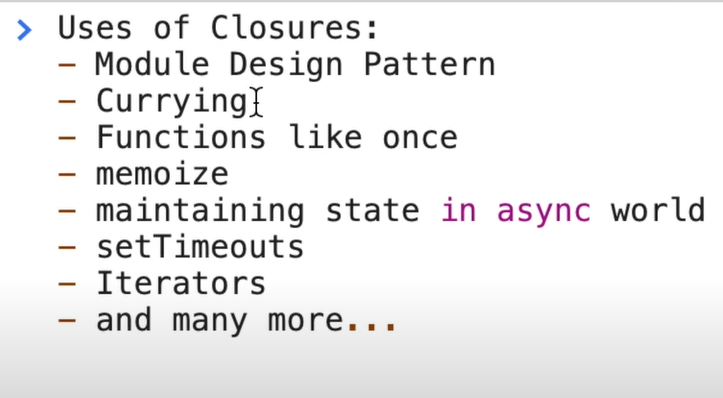 > Uses of Closures:
– Module Design Pattern
– Currying
– Functions like once
– memoize
– maintaining state in async world
– setTimeouts
– Iterators
– and many more...